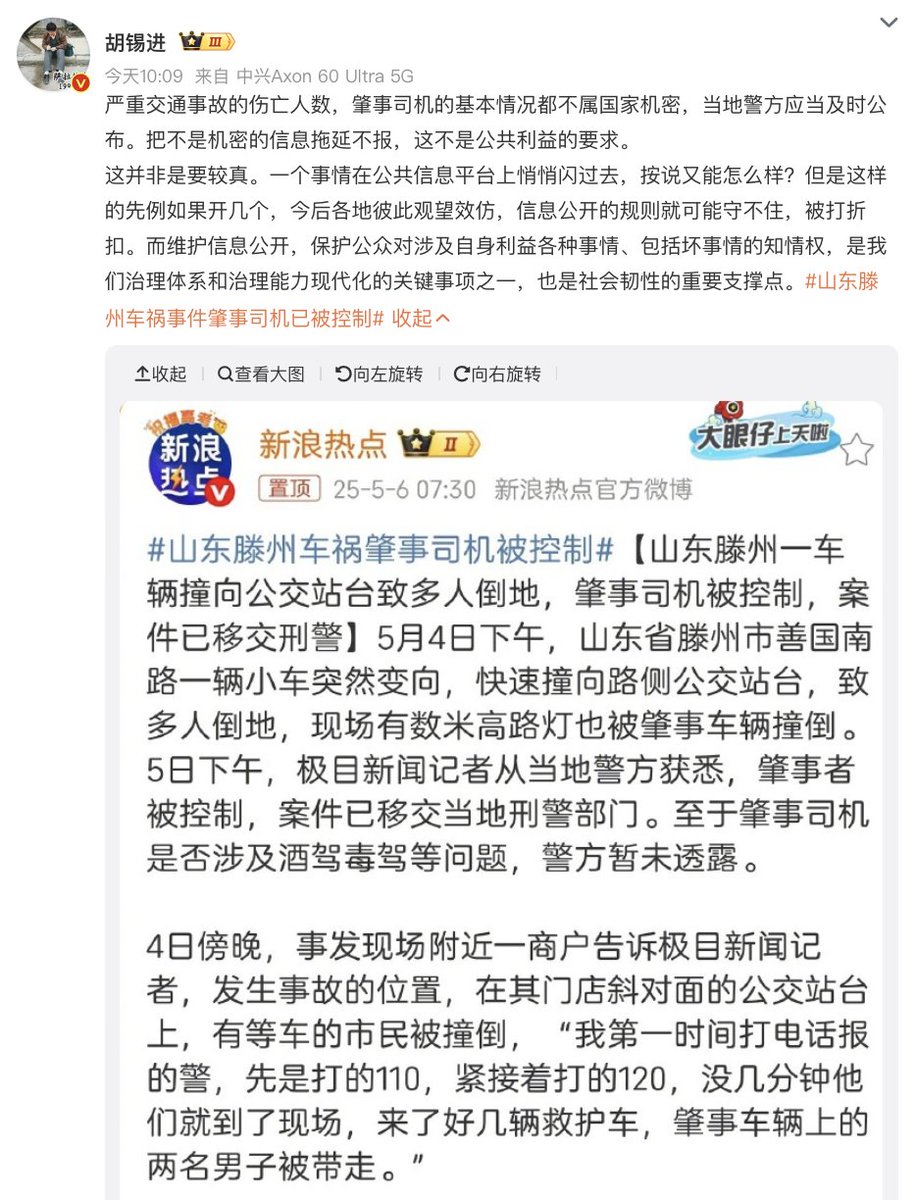 胡锡进 III
今天10:09 来自 中兴Axon 60 Ultra 5G
严重交通事故的伤亡人数，肇事司机的基本情况都不属国家机密，当地警方应当及时公
布。把不是机密的信息拖延不报，这不是公共利益的要求。
这并非是要较真。一个事情在公共信息平台上悄悄闪过去，按说又能怎么样？但是这样
的先例如果开几个，今后各地彼此观望效仿，信息公开的规则就可能守不住，被打折
扣。而维护信息公开，保护公众对涉及自身利益各种事情、包括坏事情的知情权，是我
们治理体系和治理能力现代化的关键事项之一，也是社会韧性的重要支撑点。#山东滕
州车祸事件肇事司机已被控制# 收起
收起 查看大图 向左旋转 向右旋转
祝福高考
新浪
热点
新浪热点 II
大眼仔上天啦
置顶 25-5-6 07:30 新浪热点官方微博
#山东滕州车祸肇事司机被控制#【山东滕州一车
辆撞向公交站台致多人倒地，肇事司机被控制，案
件已移交刑警】5月4日下午，山东省滕州市善国南
路一辆小车突然变向，快速撞向路侧公交站台，致
多人倒地，现场有数米高路灯也被肇事车辆撞倒。
5日下午，极目新闻记者从当地警方获悉，肇事者
被控制，案件已移交当地刑警部门。至于肇事司机
是否涉及酒驾毒驾等问题，警方暂未透露。
4日傍晚，事发现场附近一商户告诉极目新闻记
者，发生事故的位置，在其门店斜对面的公交站台
上，有等车的市民被撞倒，“我第一时间打电话报
的警，先是打的110，紧接着打的120，没几分钟他
们就到了现场，来了好几辆救护车，肇事车辆上的
两名男子被带走。”